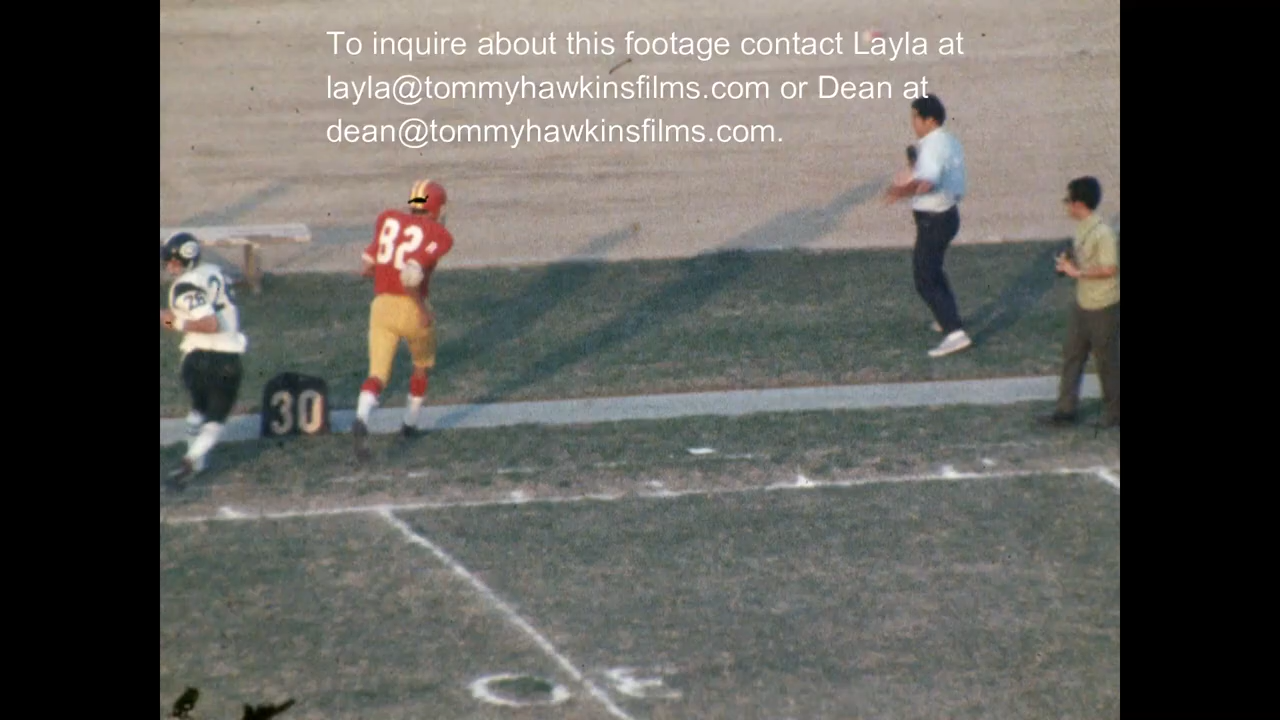 To inquire about this footage contact Layla at
layla@tommyhawkinsfilms.com or Dean at
dean@tommyhawkinsfilms.com.
82
26
30